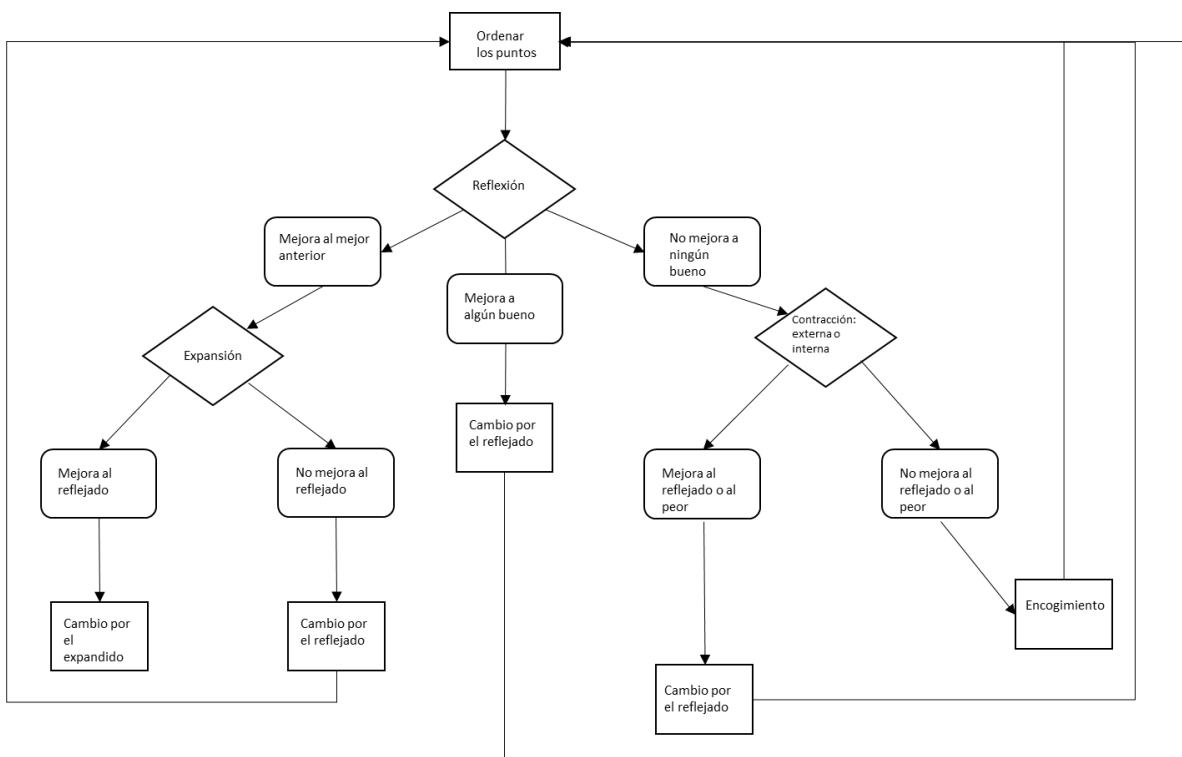 Ordenar
los puntos
Reflexión
Mejora al mejor
anterior
Mejora a
algún bueno
No mejora a
ningún
bueno
Expansión
Contracción:
externa o
interna
Cambio por
el reflejado
Mejora al
reflejado
No mejora al
reflejado
Mejora al
reflejado o al
peor
No mejora al
reflejado o al
peor
Cambio por
el
expandido
Cambio por
el reflejado
Encogimiento
Cambio por
el reflejado